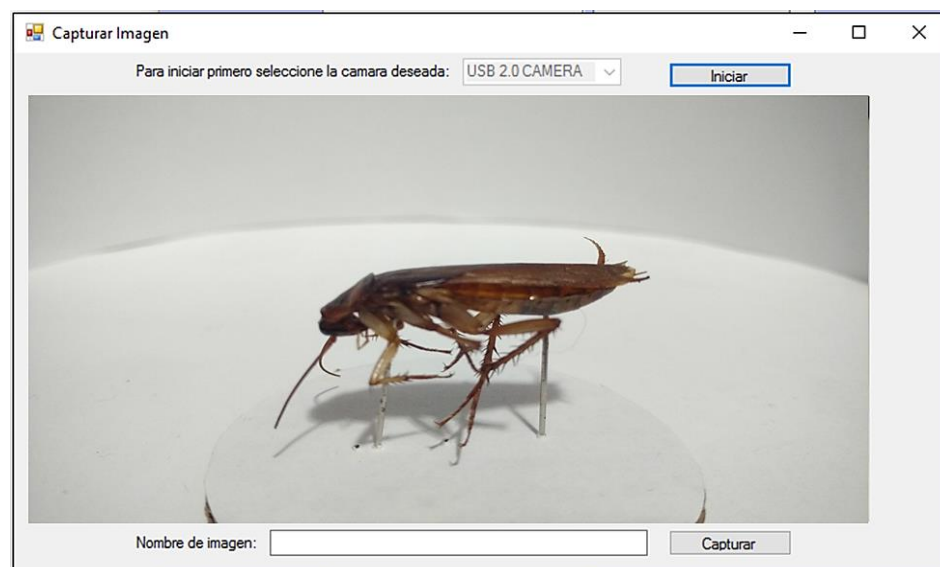 Capturar Imagen
Para iniciar primero seleccione la camara deseada: USB 2.0 CAMERA Iniciar
Nombre de imagen: Capturar